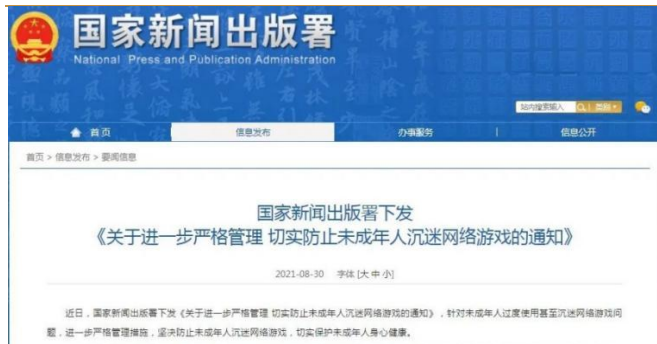 国家新闻出版署
National Press and Publication Administration
站内搜索输入
首页 信息发布 办事服务 信息公开
首页 > 信息发布 > 要闻信息
国家新闻出版署下发
《关于进一步严格管理 切实防止未成年人沉迷网络游戏的通知》
2021-08-30 字体 [大 中 小]
近日，国家新闻出版署下发《关于进一步严格管理 切实防止未成年人沉迷网络游戏的通知》，针对未成年人过度使用甚至沉迷网络游戏问
题，进一步严格管理措施，坚决防止未成年人沉迷网络游戏，切实保护未成年人身心健康。